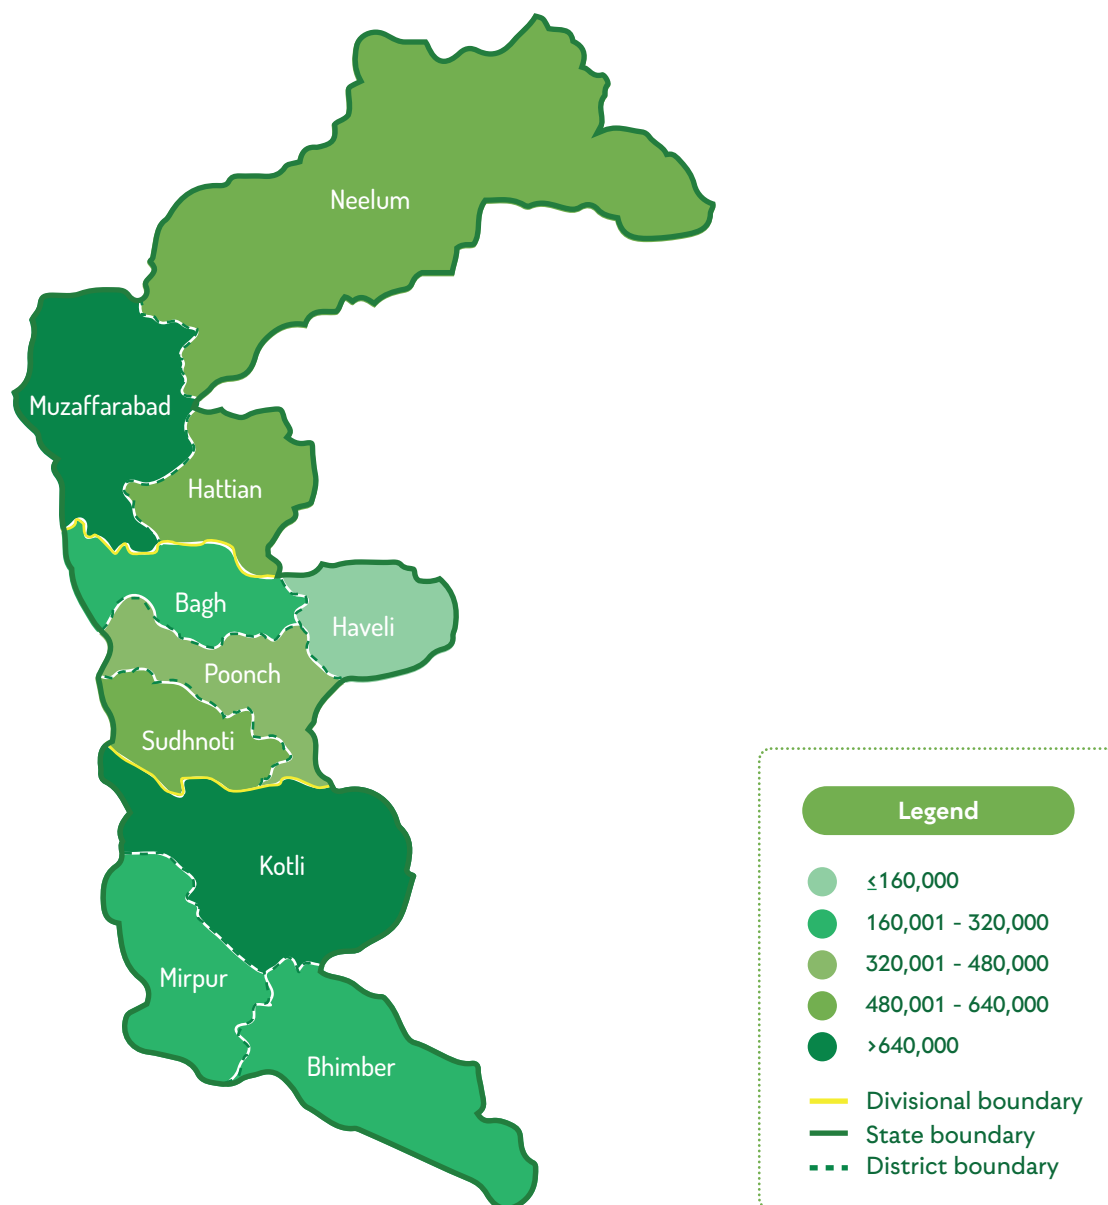 Neelum
Muzaffarabad
Hattian
Bagh
Haveli
Poonch
Sudhnoti
Kotli
Mirpur
Bhimber
Legend
≤160,000
160,001 - 320,000
320,001 - 480,000
480,001 - 640,000
>640,000
Divisional boundary
State boundary
District boundary